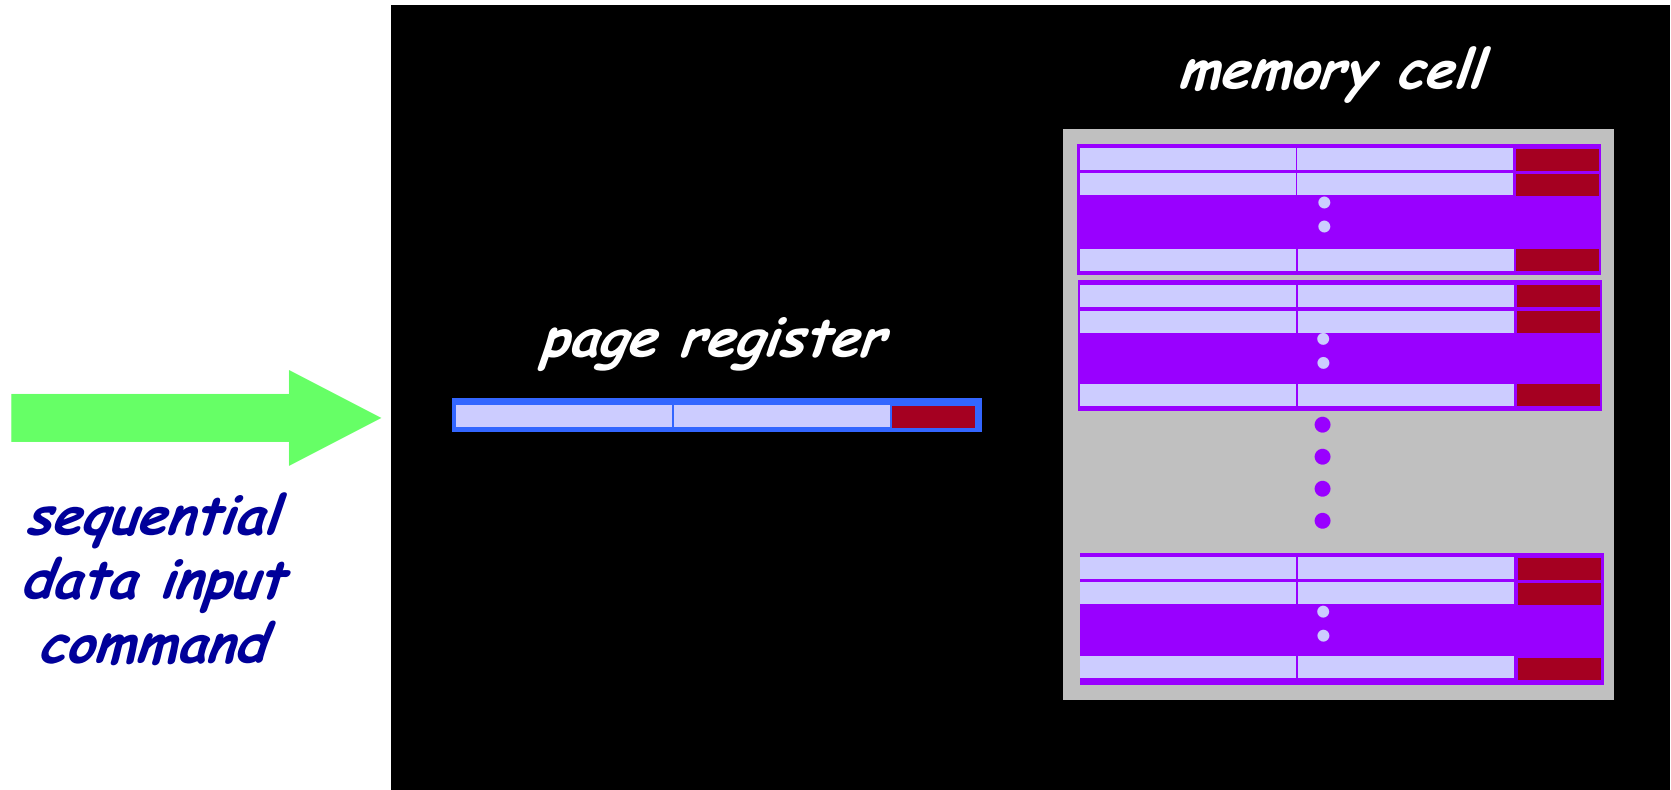 memory cell
page register
sequential
data input
command